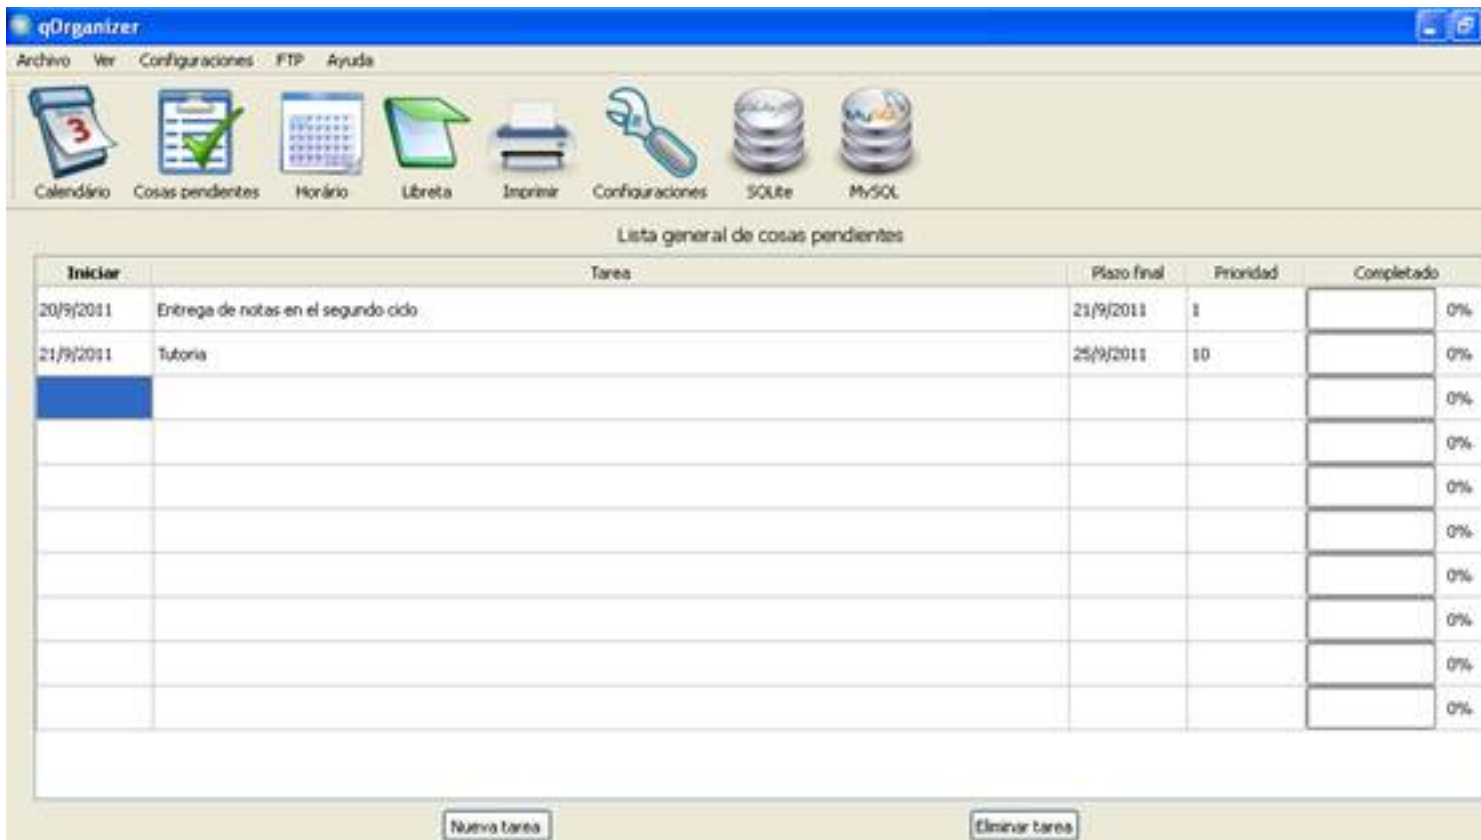 qOrganizer
Archivo Ver Configuraciones FTP Ayuda
3
Calendário Cosas pendientes Horário Libreta Imprimir Configuraciones SQLite MySQL
MySQL
Lista general de cosas pendientes
Iniciar Tarea Plazo final Prioridad Completado
20/9/2011 Entrega de notas en el segundo ciclo 21/9/2011 1 0%
21/9/2011 Tutoria 25/9/2011 10 0%
0%
0%
0%
0%
0%
0%
0%
0%
Nueva tarea Eliminar tarea